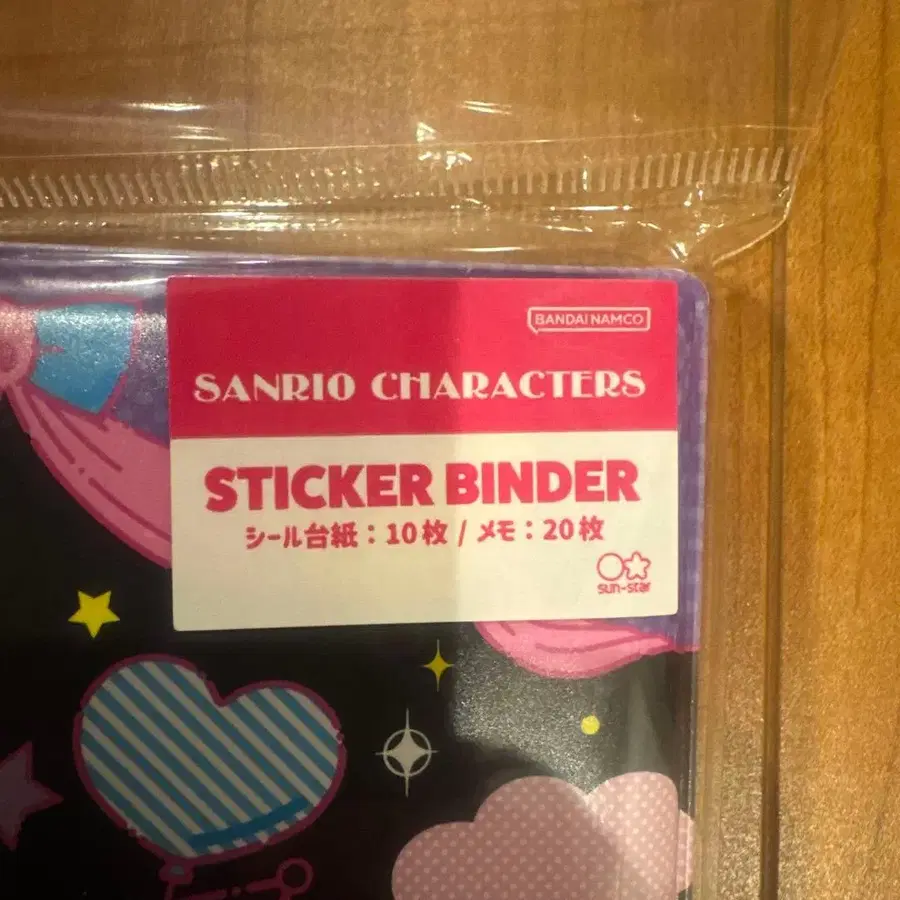 BANDAI NAMCO
SANRIO CHARACTERS
STICKER BINDER
シール台紙：10枚 / メモ：20枚
sun-star